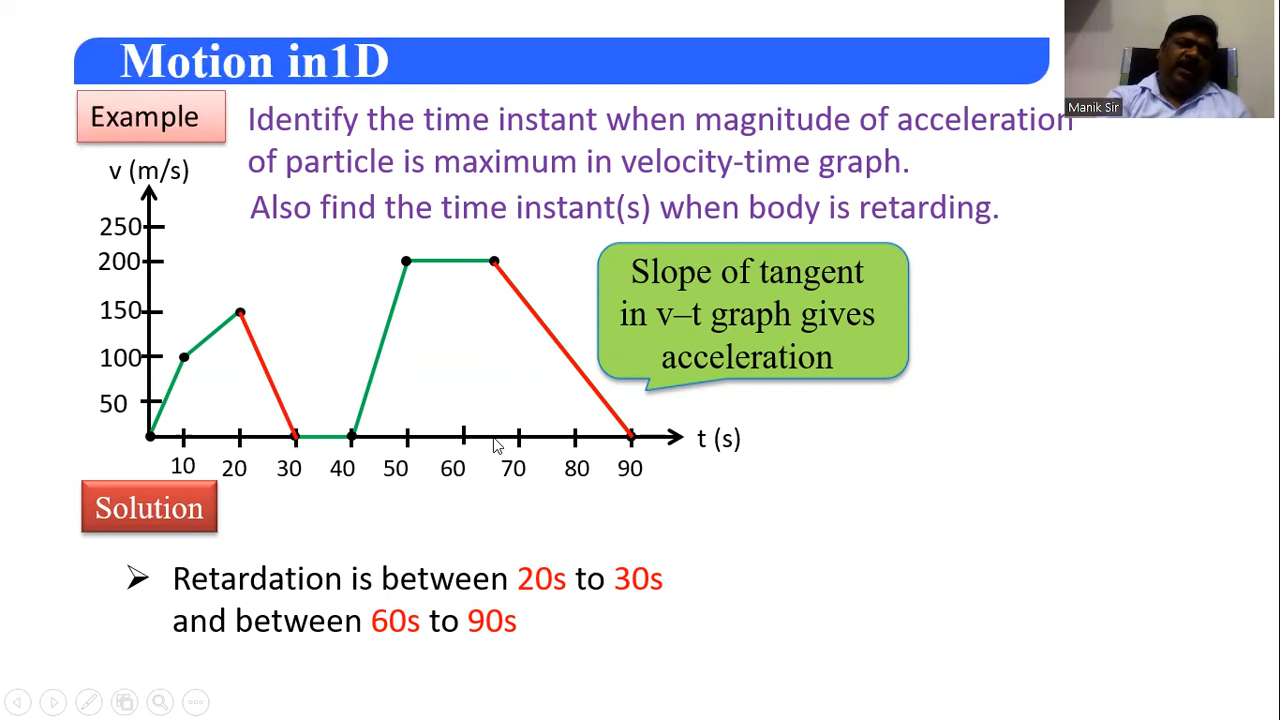 Motion in1D
Manik Sir
Example
Identify the time instant when magnitude of acceleration
of particle is maximum in velocity-time graph.
Also find the time instant(s) when body is retarding.
v (m/s)
250
200
150
100
50
Slope of tangent
in v–t graph gives
acceleration
t (s)
10 20 30 40 50 60 70 80 90
Solution
➢ Retardation is between 20s to 30s
and between 60s to 90s